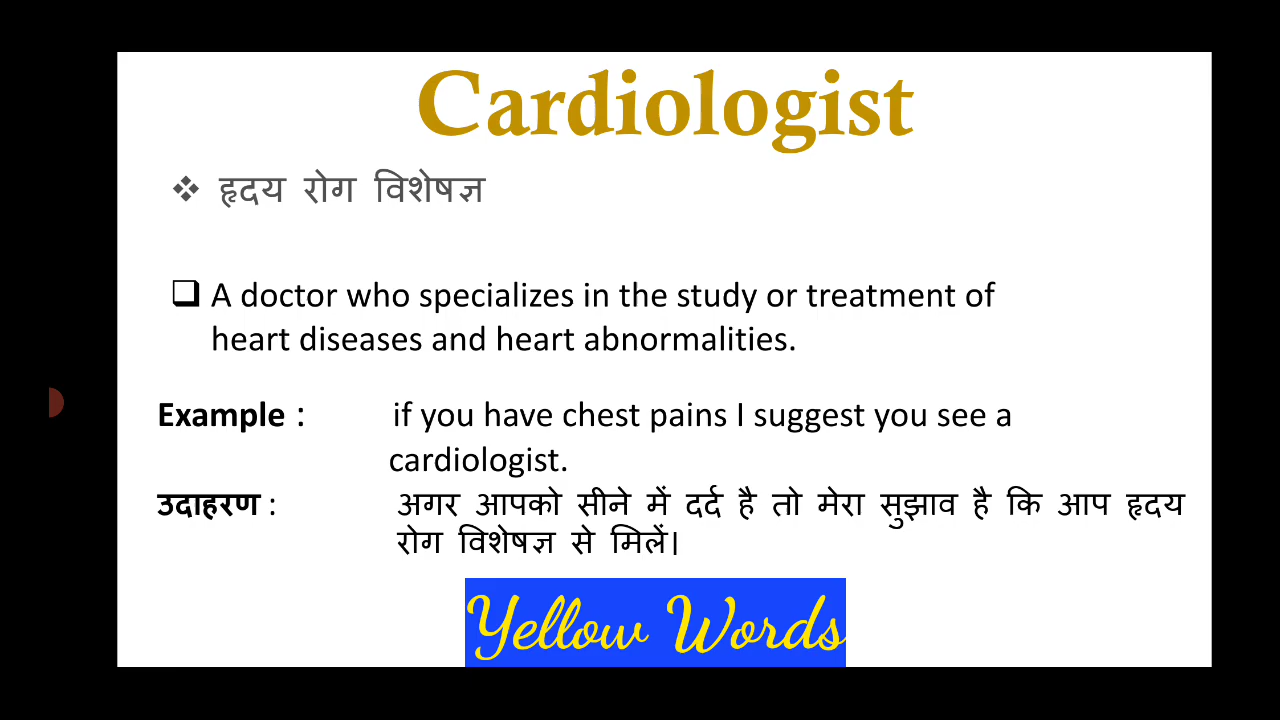 Cardiologist
❖ हृदय रोग विशेषज्ञ
❑ A doctor who specializes in the study or treatment of
heart diseases and heart abnormalities.
Example : if you have chest pains I suggest you see a
cardiologist.
उदाहरण : अगर आपको सीने में दर्द है तो मेरा सुझाव है कि आप हृदय
रोग विशेषज्ञ से मिलें।
Yellow Words